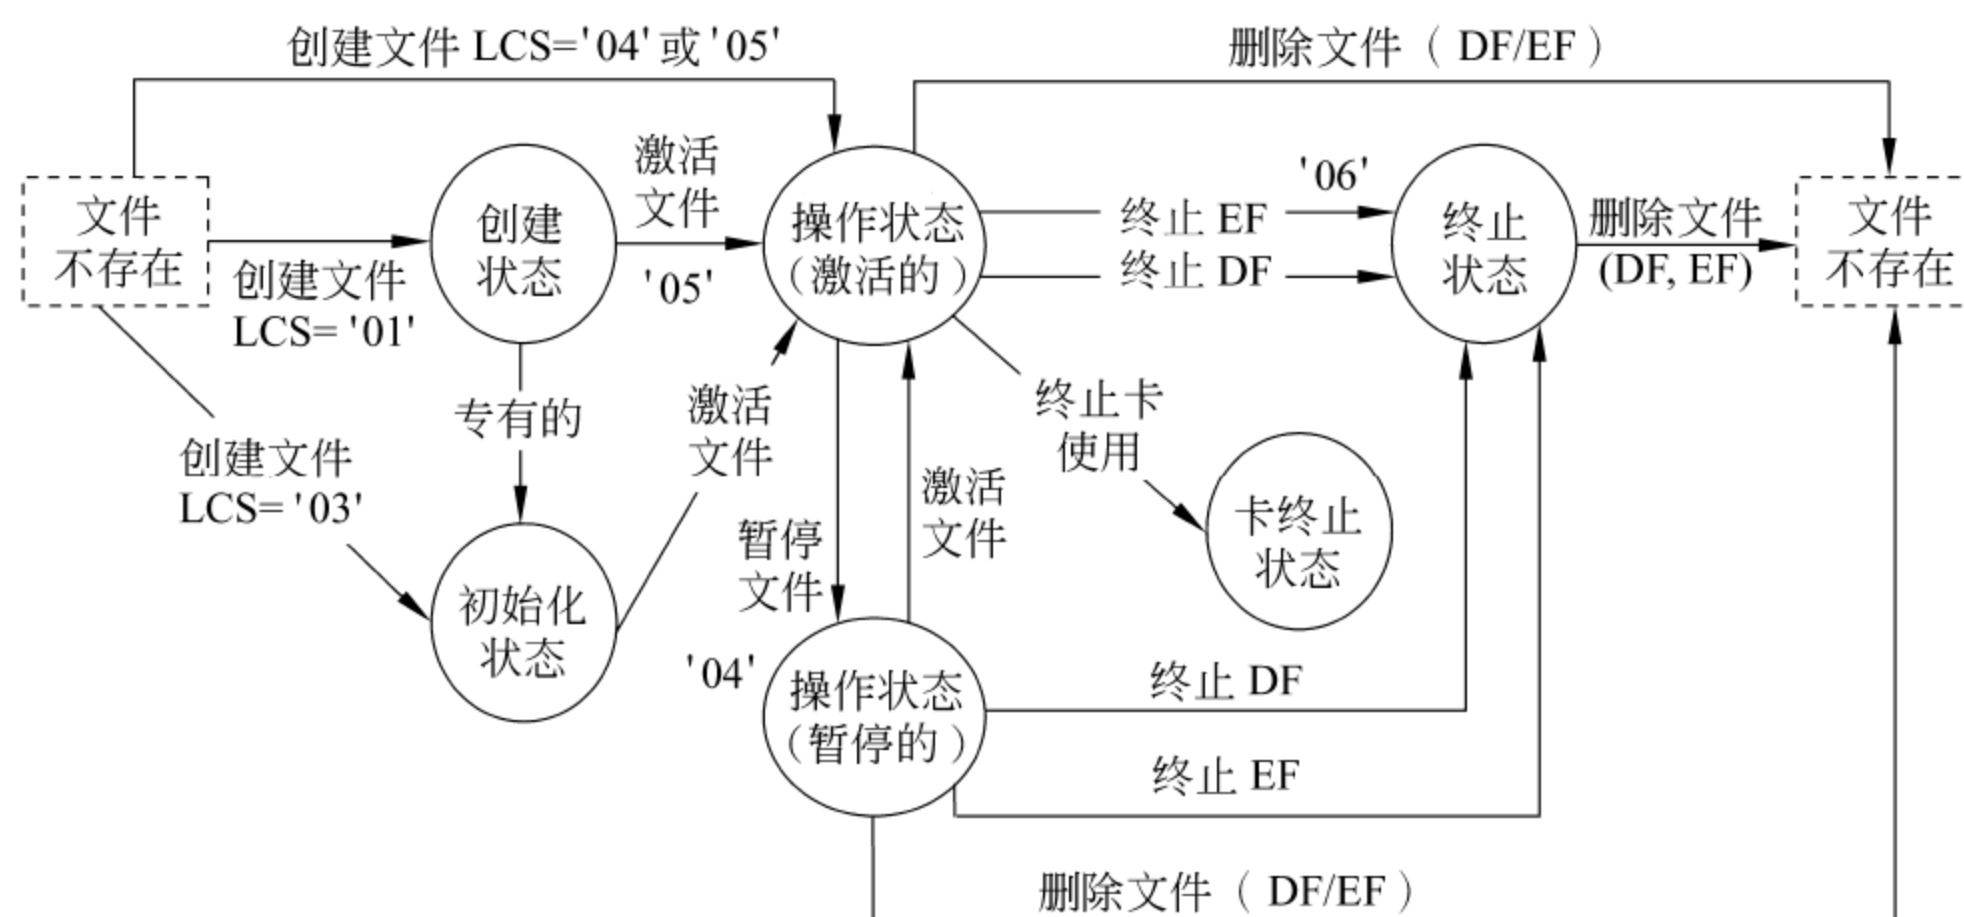 创建文件 LCS='04'或'05'
删除文件（DF/EF）
文件
不存在
创建文件
LCS='01'
创建
状态
激活
文件
'05'
操作状态
（激活的）
终止 EF
'06'
终止 DF
终止
状态
删除文件
(DF, EF)
文件
不存在
创建文件
LCS='03'
专有的
初始化
状态
激活
文件
暂停
文件
激活
文件
终止卡
使用
卡终止
状态
'04'
操作状态
（暂停的）
终止 DF
终止 EF
删除文件（DF/EF）